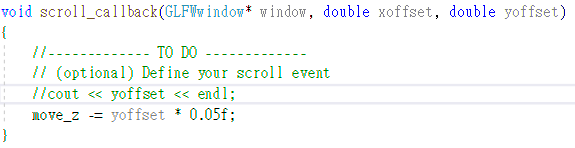 void scroll_callback(GLFWwindow* window, double xoffset, double yoffset)
{
//------------- TO DO -------------
// (optional) Define your scroll event
//cout << yoffset << endl;
move_z -= yoffset * 0.05f;
}